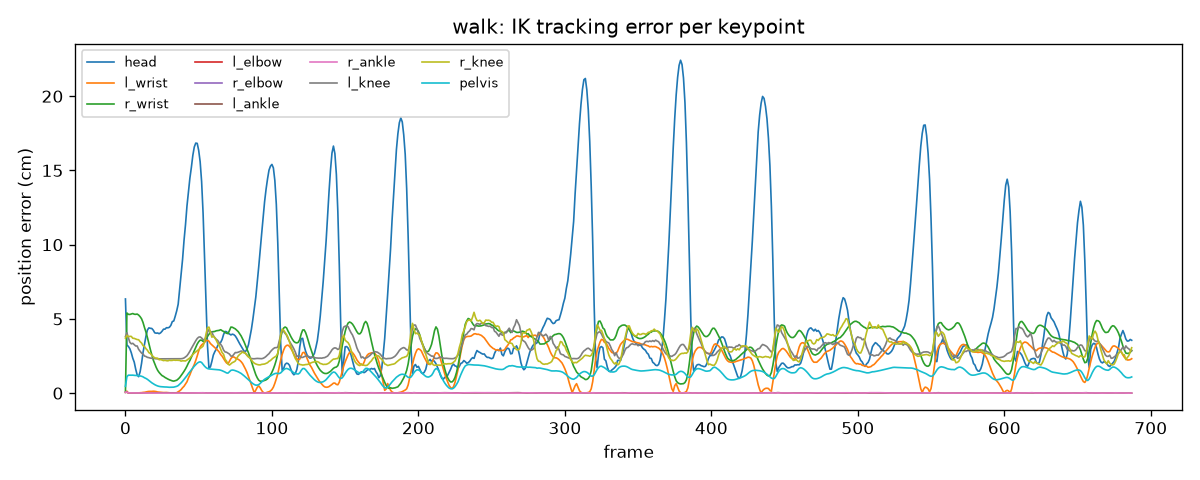 walk: IK tracking error per keypoint
head l_elbow r_ankle r_knee
l_wrist r_elbow l_knee pelvis
r_wrist l_ankle
position error (cm)
20
15
10
5
0
0 100 200 300 400 500 600 700
frame